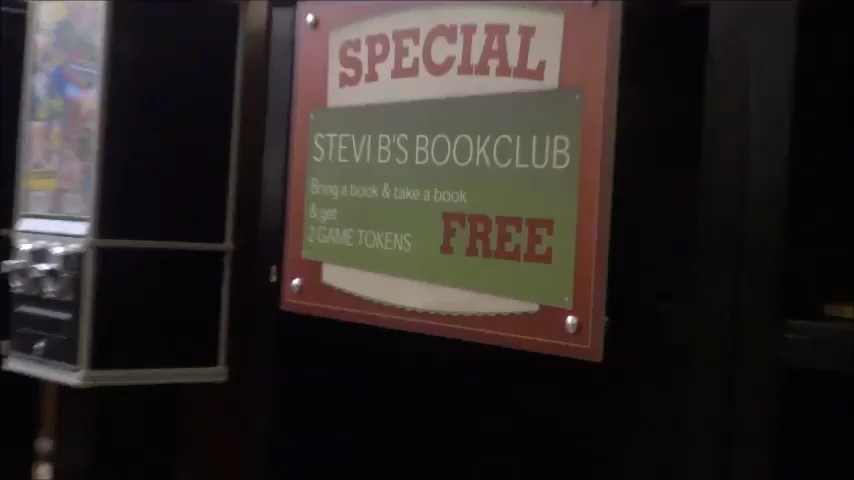 SPECIAL
STEVI B'S BOOKCLUB
Bring a book & take a book
& get
2 GAME TOKENS FREE